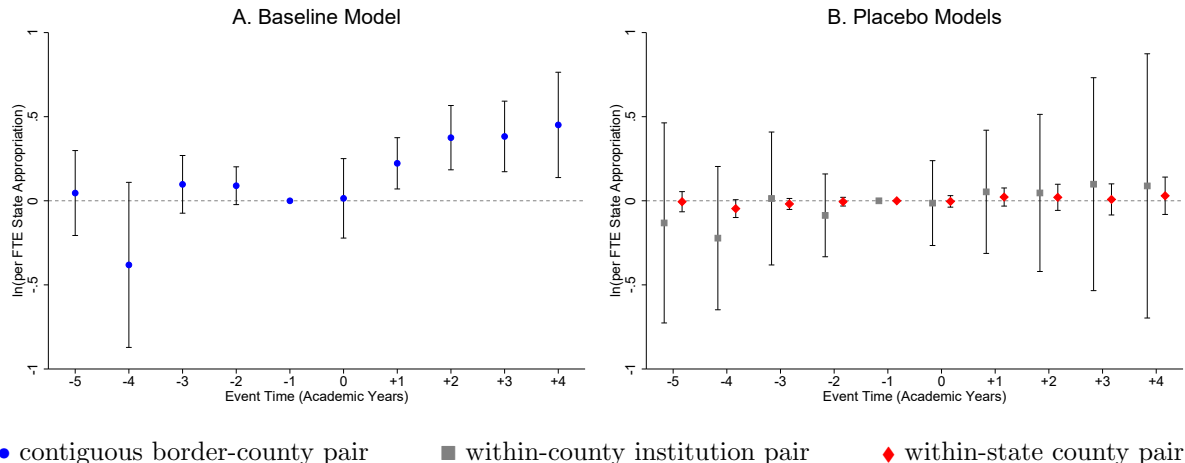 A. Baseline Model
ln(per FTE State Appropriation)
1
.5
0
-.5
-1
-5 -4 -3 -2 -1 0 +1 +2 +3 +4
Event Time (Academic Years)
B. Placebo Models
ln(per FTE State Appropriation)
1
.5
0
-.5
-1
-5 -4 -3 -2 -1 0 +1 +2 +3 +4
Event Time (Academic Years)
contiguous border-county pair within-county institution pair within-state county pair